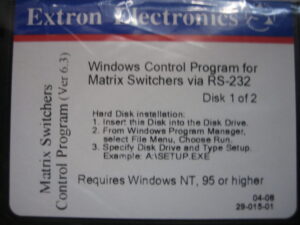 Extron Electronics
Matrix Switchers
Control Program (Ver 6.3)
Windows Control Program for
Matrix Switchers via RS-232
Disk 1 of 2
Hard Disk installation:
1. Insert this Disk into the Disk Drive.
2. From Windows Program Manager,
select File Menu, Choose Run.
3. Specify Disk Drive and Type Setup.
Example: A:\SETUP.EXE
Requires Windows NT, 95 or higher
04-08
29-015-01